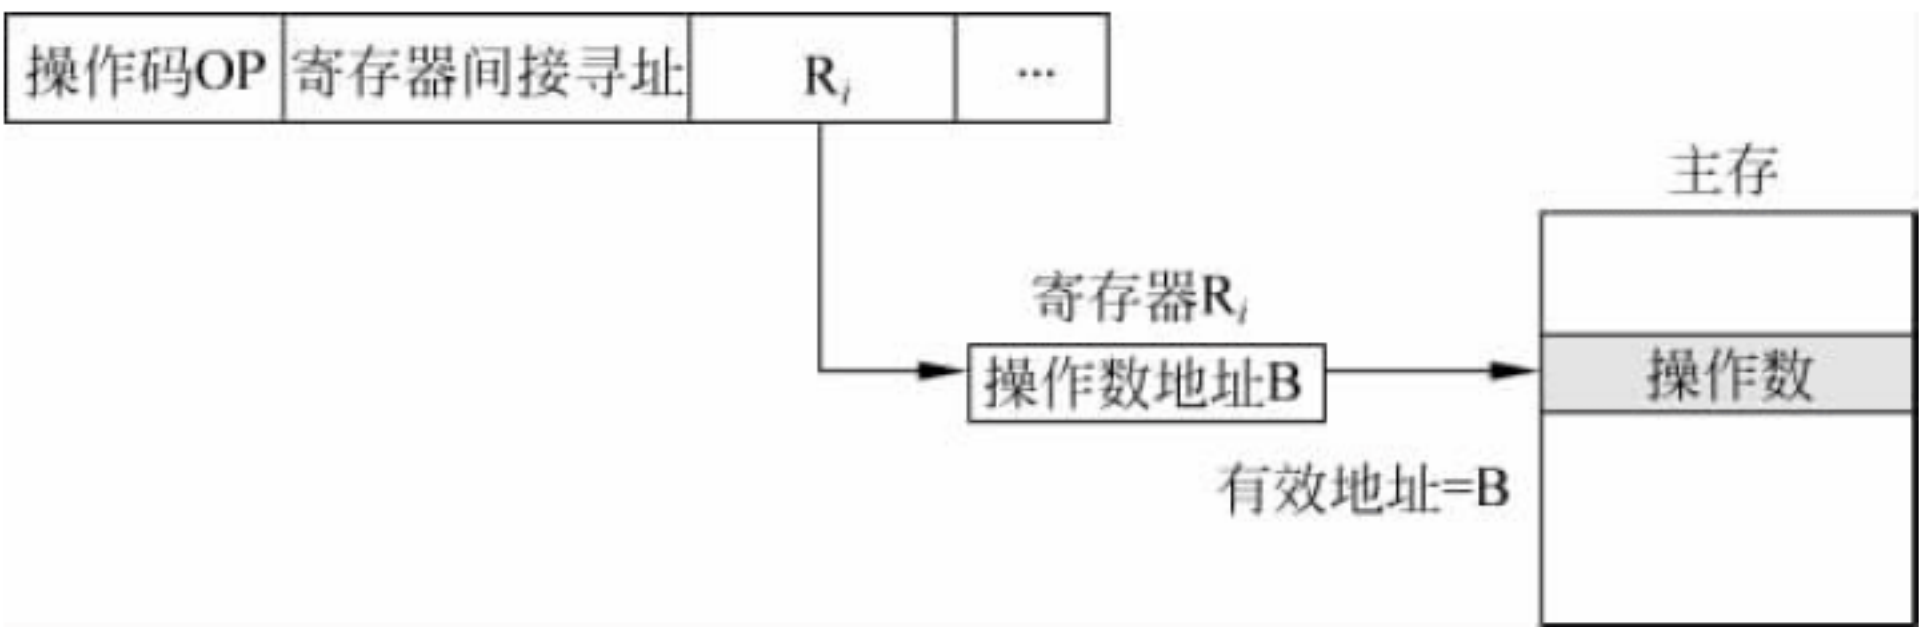 操作码OP 寄存器间接寻址 Ri ...
主存
寄存器Ri
操作数地址B 操作数
有效地址=B